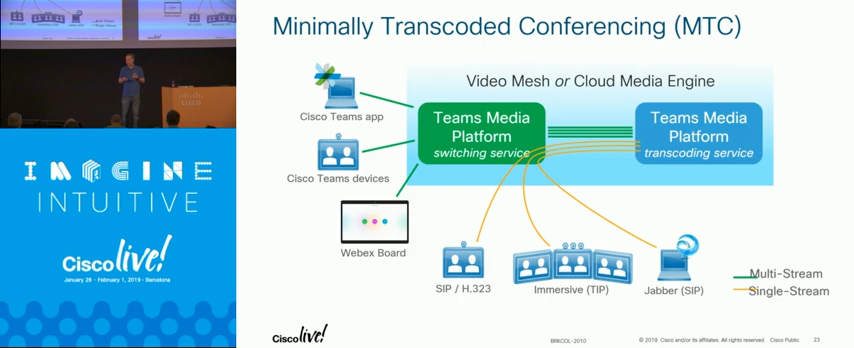 Minimally Transcoded Conferencing (MTC)
Video Mesh or Cloud Media Engine
Cisco Teams app
Cisco Teams devices
Webex Board
Teams Media
Platform
switching service
Teams Media
Platform
transcoding service
SIP / H.323
Immersive (TIP)
Jabber (SIP)
Multi-Stream
Single-Stream
cisco
IMAGINE
INTUITIVE
Cisco live!
January 28 - February 1, 2019 - Barcelona
Cisco live!
BRKCOL-2010
© 2019 Cisco and/or its affiliates. All rights reserved. Cisco Public
23